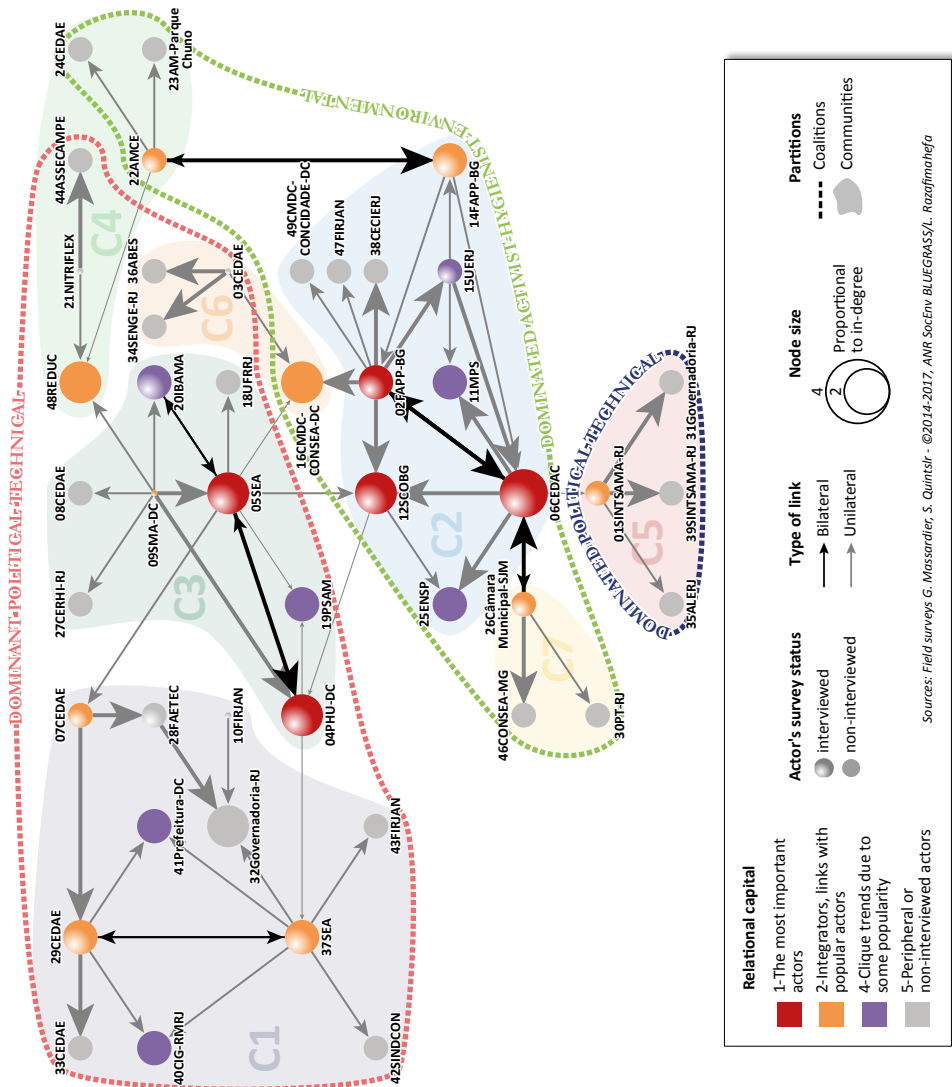 DOMINANT-POLITICAL-TECHNICAL
DOMINATED-ACTIVIST-HYGIENIST-ENVIRONMENTAL
DOMINATED-POLITICAL-TECHNICAL
C1
C2
C3
C4
C5
C6
C7
33CEDAE
29CEDAE
07CEDAE
27CERHI-RJ
08CEDAE
48REDUC
21NITRIFLEX
44ASSECAMPE
24CEDAE
40CIG-RMRJ
41Prefeitura-DC
28FAETEC
09SMA-DC
20IBAMA
34SENGE-RJ
36ABES
22AMCE
23AM-Parque
Chuno
10FIRJAN
32Governadoria-RJ
05SEA
18UFRRJ
03CEDAE
42SINDCON
37SEA
43FIRJAN
04PHU-DC
19PSAM
16CMDC-
CONSEA-DC
49CMDC-
CONCIDADE-DC
47FIRJAN
38CECIERJ
12SCOBG
02FAPP-BG
25ENSP
11MPS
15UERJ
14FAPP-BG
46CONSEA-MG
26Câmara
Municipal-SJM
06CEDAC
30PT-RJ
01SINTSAMA-RJ
35ALERJ
39SINTSAMA-RJ
31Governadoria-RJ
Relational capital
1-The most important
actors
2-Integrators, links with
popular actors
4-Clique trends due to
some popularity
5-Peripheral or
non-interviewed actors
Actor's survey status
interviewed
non-interviewed
Type of link
Bilateral
Unilateral
Node size
4
2
Proportional
to in-degree
Partitions
Coalitions
Communities
Sources: Field surveys G. Massardier, S. Quintslr - ©2014-2017, ANR SocEnv BLUEGRASS/L. Razafimahefa